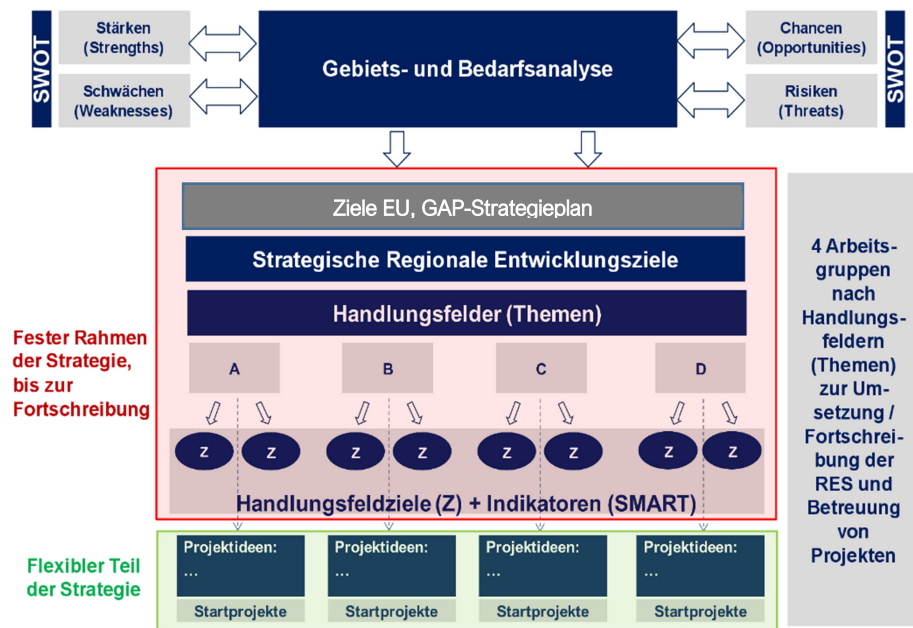 SWOT
Stärken
(Strengths)
Schwächen
(Weaknesses)
Gebiets- und Bedarfsanalyse
Chancen
(Opportunities)
Risiken
(Threats)
SWOT
Ziele EU, GAP-Strategieplan
Strategische Regionale Entwicklungsziele
Handlungsfelder (Themen)
Fester Rahmen
der Strategie,
bis zur
Fortschreibung
A
B
C
D
Z
Z
Z
Z
Z
Z
Z
Z
Handlungsfeldziele (Z) + Indikatoren (SMART)
4 Arbeits-
gruppen
nach
Handlungs-
feldern
(Themen)
zur Um-
setzung /
Fortschrei-
bung der
RES und
Betreuung
von
Projekten
Flexibler Teil
der Strategie
Projektideen:
...
Startprojekte
Projektideen:
...
Startprojekte
Projektideen:
...
Startprojekte
Projektideen:
...
Startprojekte